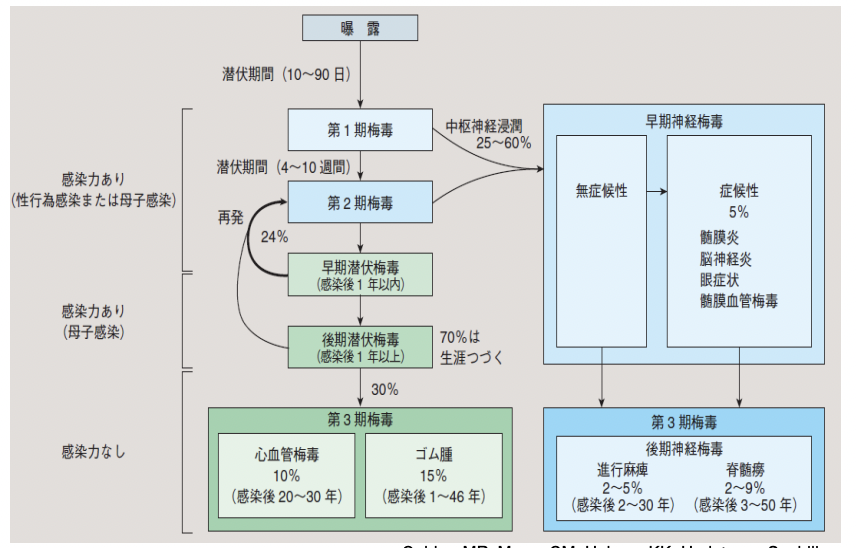 曝 露
潜伏期間（10～90 日）
第 1 期梅毒
潜伏期間（4～10 週間）
第 2 期梅毒
再発
24％
早期潜伏梅毒
（感染後 1 年以内）
後期潜伏梅毒
（感染後 1 年以上）
70％は
生涯つづく
30％
感染力あり
（性行為感染または母子感染）
感染力あり
（母子感染）
感染力なし
中枢神経浸潤
25～60％
早期神経梅毒
無症候性
症候性
5％
髄膜炎
脳神経炎
眼症状
髄膜血管梅毒
第 3 期梅毒
心血管梅毒
10％
（感染後 20～30 年）
ゴム腫
15％
（感染後 1～46 年）
第 3 期梅毒
後期神経梅毒
進行麻痺
2～5％
（感染後 2～30 年）
脊髄癆
2～9％
（感染後 3～50 年）